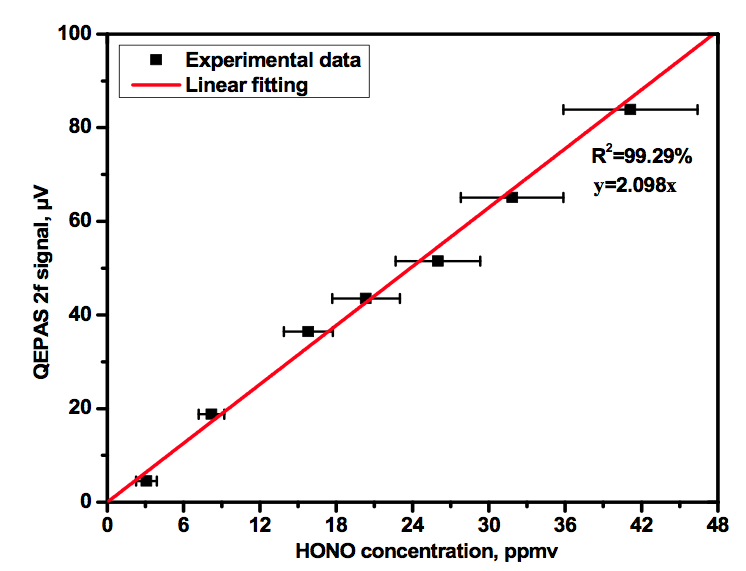 100
80
60
40
20
0
QEPAS 2f signal, µV
Experimental data
Linear fitting
R²=99.29%
y=2.098x
0 6 12 18 24 30 36 42 48
HONO concentration, ppmv